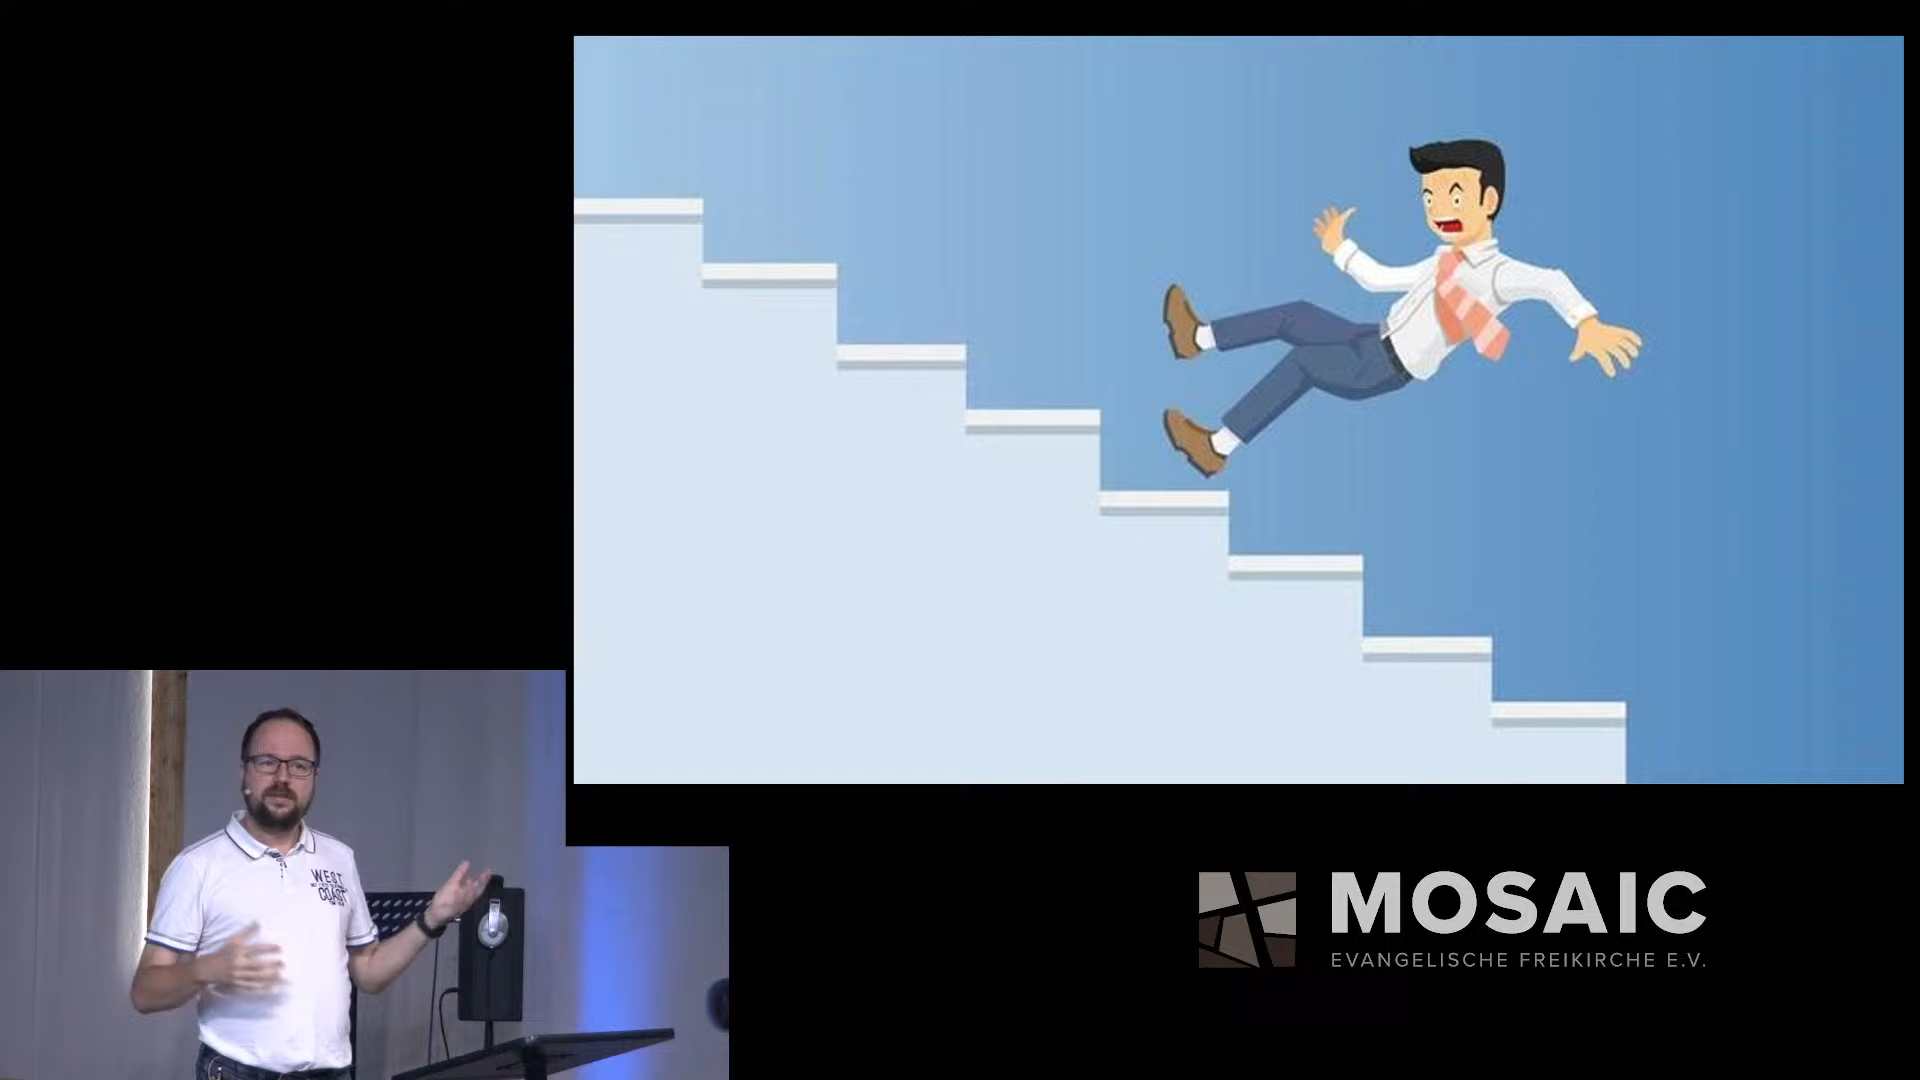 WEST
COAST
MOSAIC
EVANGELISCHE FREIKIRCHE E.V.